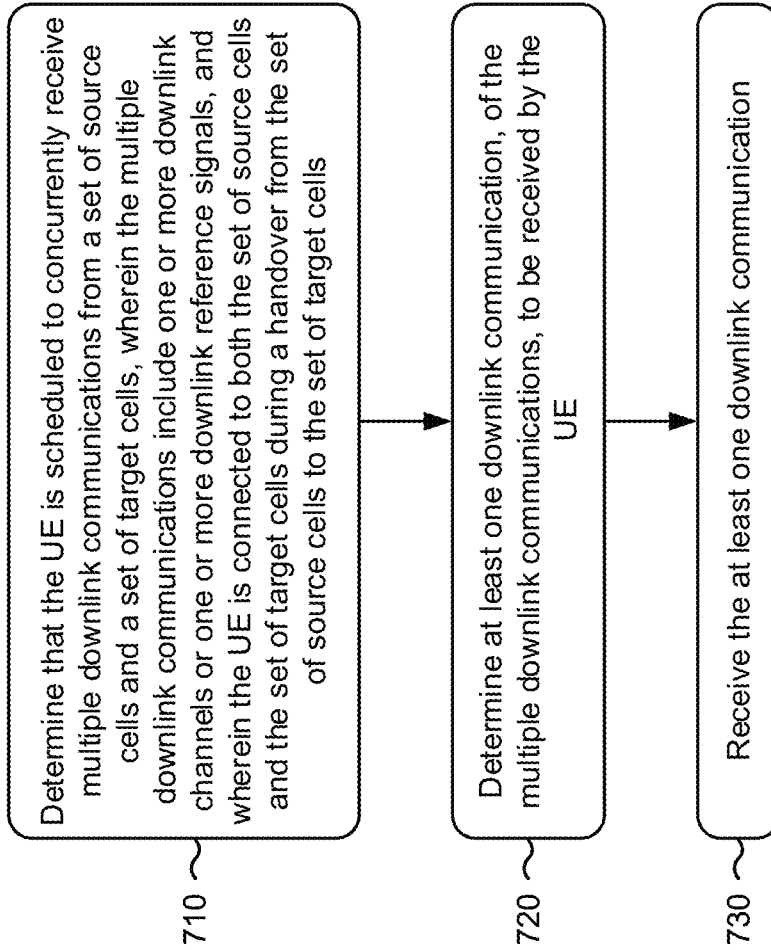 Determine that the UE is scheduled to concurrently receive
multiple downlink communications from a set of source
cells and a set of target cells, wherein the multiple
downlink communications include one or more downlink
channels or one or more downlink reference signals, and
wherein the UE is connected to both the set of source cells
and the set of target cells during a handover from the set
of source cells to the set of target cells
710
Determine at least one downlink communication, of the
multiple downlink communications, to be received by the
UE
720
Receive the at least one downlink communication
730